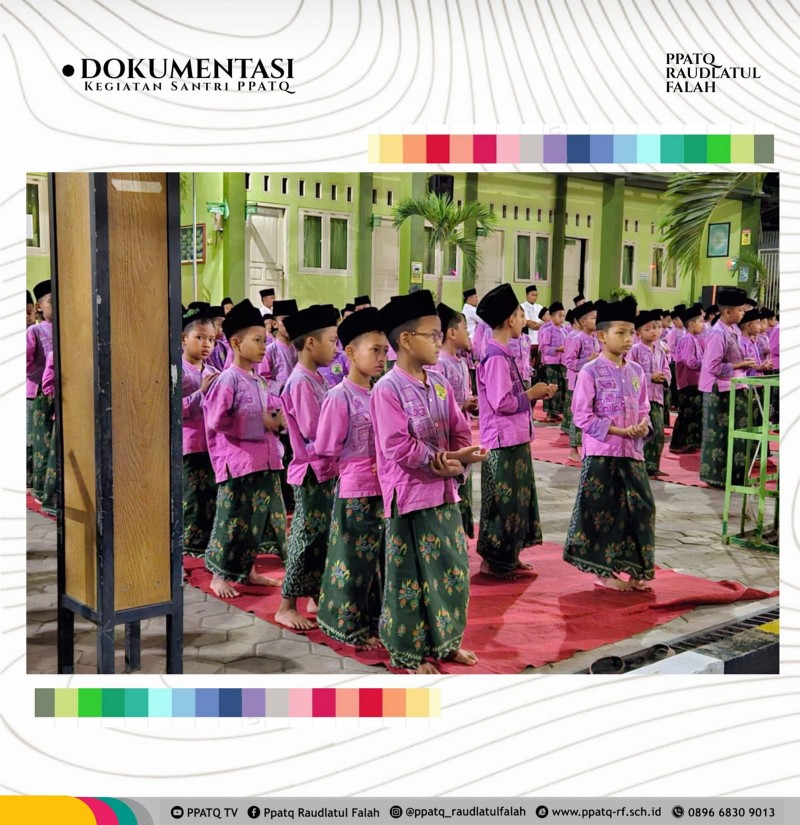 DOKUMENTASI
Kegiatan Santri PPATQ
PPATQ
RAUDLATUL
FALAH
PPATQ TV Ppatq Raudlatul Falah @ppatq_raudlatulfalah www.ppatq-rf.sch.id 0896 6830 9013